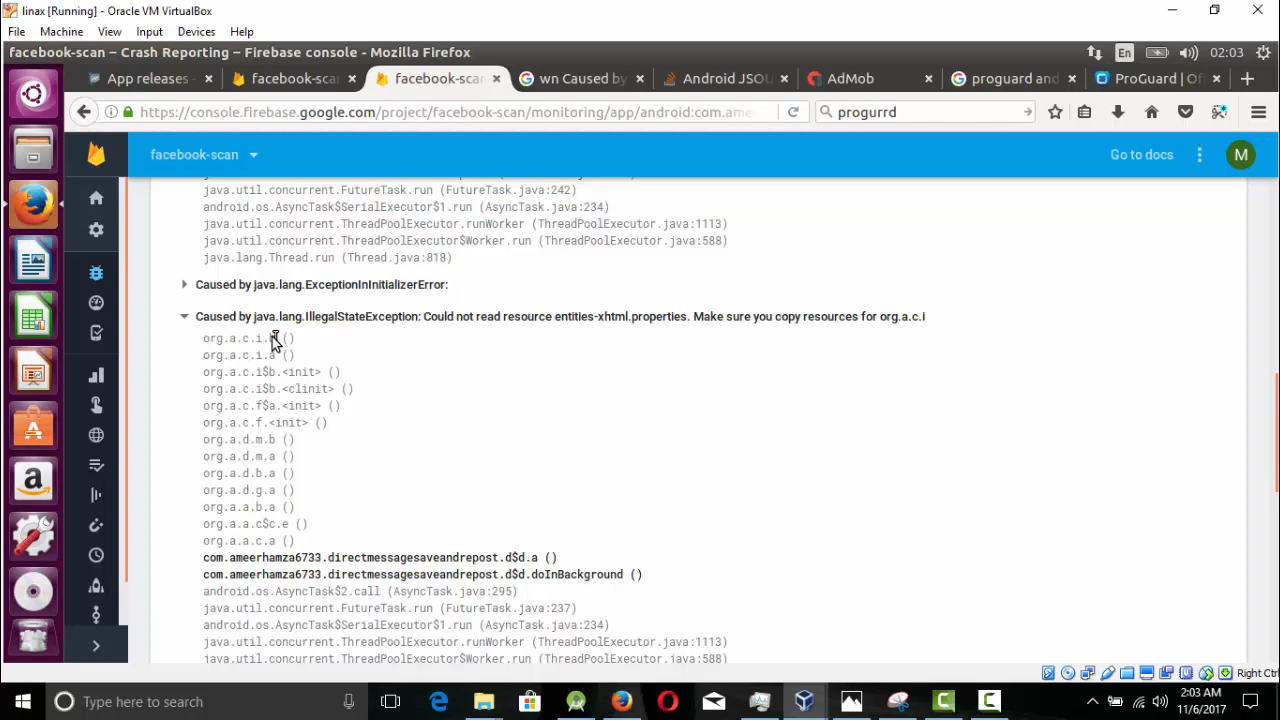 linax [Running] - Oracle VM VirtualBox
File Machine View Input Devices Help
facebook-scan – Crash Reporting – Firebase console - Mozilla Firefox
En 02:03
App releases - facebook-sca facebook-sca wn Caused by Android JSOU AdMob proguard and ProGuard | O
https://console.firebase.google.com/project/facebook-scan/monitoring/app/android:com.ame progurrd
facebook-scan Go to docs M
java.util.concurrent.FutureTask.run (FutureTask.java:242)
android.os.AsyncTask$SerialExecutor$1.run (AsyncTask.java:234)
java.util.concurrent.ThreadPoolExecutor.runWorker (ThreadPoolExecutor.java:1113)
java.util.concurrent.ThreadPoolExecutor$Worker.run (ThreadPoolExecutor.java:588)
java.lang.Thread.run (Thread.java:818)
Caused by java.lang.ExceptionInInitializerError:
Caused by java.lang.IllegalStateException: Could not read resource entities-xhtml.properties. Make sure you copy resources for org.a.c.i
org.a.c.i. ()
org.a.c.i.a ()
org.a.c.i$b.<init> ()
org.a.c.i$b.<clinit> ()
org.a.c.f$a.<init> ()
org.a.c.f.<init> ()
org.a.d.m.b ()
org.a.d.m.a ()
org.a.d.b.a ()
org.a.d.g.a ()
org.a.a.b.a ()
org.a.a.c$c.e ()
org.a.a.c.a ()
com.ameerhamza6733.directmessagesaveandrepost.d$d.a ()
com.ameerhamza6733.directmessagesaveandrepost.d$d.doInBackground ()
android.os.AsyncTask$2.call (AsyncTask.java:295)
java.util.concurrent.FutureTask.run (FutureTask.java:237)
android.os.AsyncTask$SerialExecutor$1.run (AsyncTask.java:234)
java.util.concurrent.ThreadPoolExecutor.runWorker (ThreadPoolExecutor.java:1113)
java.util.concurrent.ThreadPoolExecutor$Worker.run (ThreadPoolExecutor.java:588)
Right Ctrl
Type here to search
2:03 AM
11/6/2017